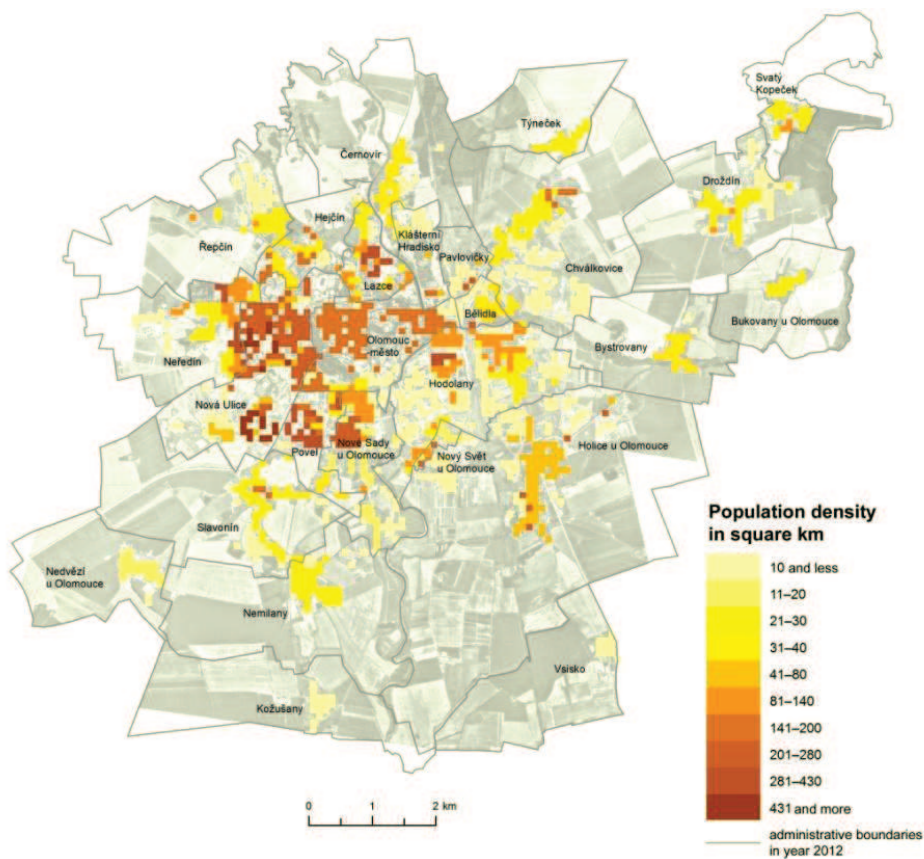 Svatý
Kopeček
Týneček
Černovír
Droždín
Hejčín
Klášterní
Hradisko
Řepčín
Pavlovičky
Chválkovice
Lazce
Bělidla
Bukovany u Olomouce
Olomouc
-město
Bystrovany
Neředín
Hodolany
Nová Ulice
Nové Sady
u Olomouce
Povel
Nový Svět
u Olomouce
Holice u Olomouce
Slavonín
Nedvězí
u Olomouce
Nemilany
Vsisko
Kožušany
0 1 2 km
Population density
in square km
10 and less
11–20
21–30
31–40
41–80
81–140
141–200
201–280
281–430
431 and more
administrative boundaries
in year 2012